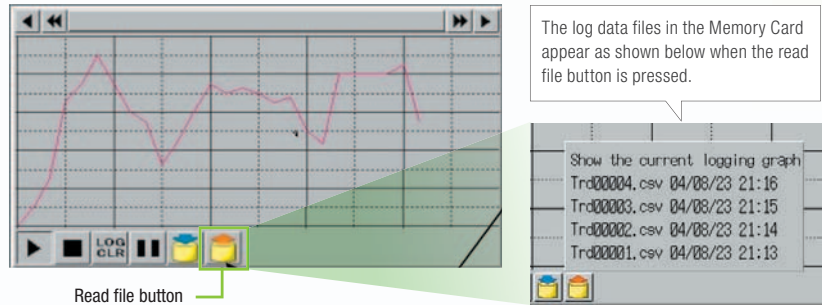 The log data files in the Memory Card
appear as shown below when the read
file button is pressed.
LOG
CLR
Read file button
Show the current logging graph
Trd00004.csv 04/08/23 21:16
Trd00003.csv 04/08/23 21:15
Trd00002.csv 04/08/23 21:14
Trd00001.csv 04/08/23 21:13